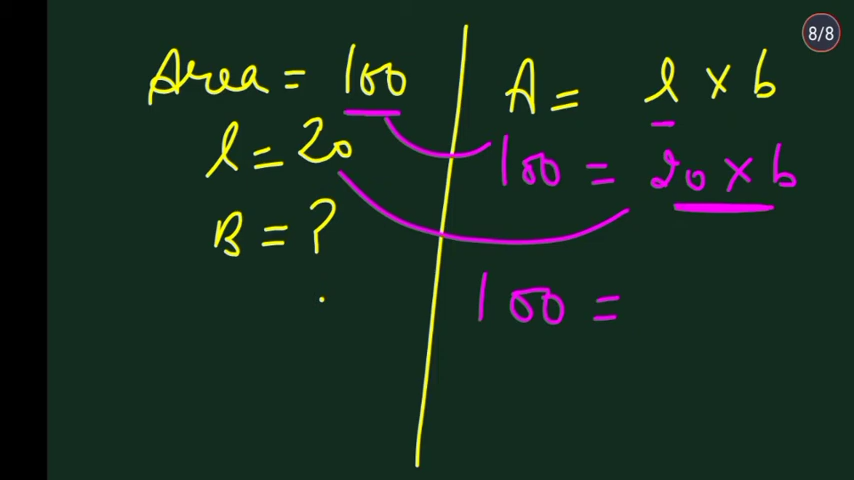 8/8
Area = 100
l = 20
B = ?
A = l × b
100 = 20 × b
100 =